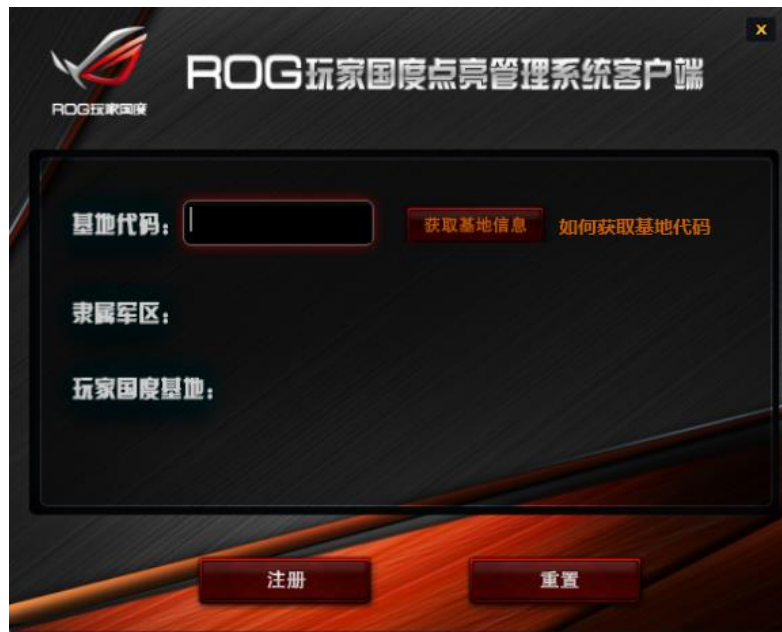 x
ROG玩家国度点亮管理系统客户端
ROG玩家国度
基地代码：
获取基地信息 如何获取基地代码
隶属军区：
玩家国度基地：
注册 重置